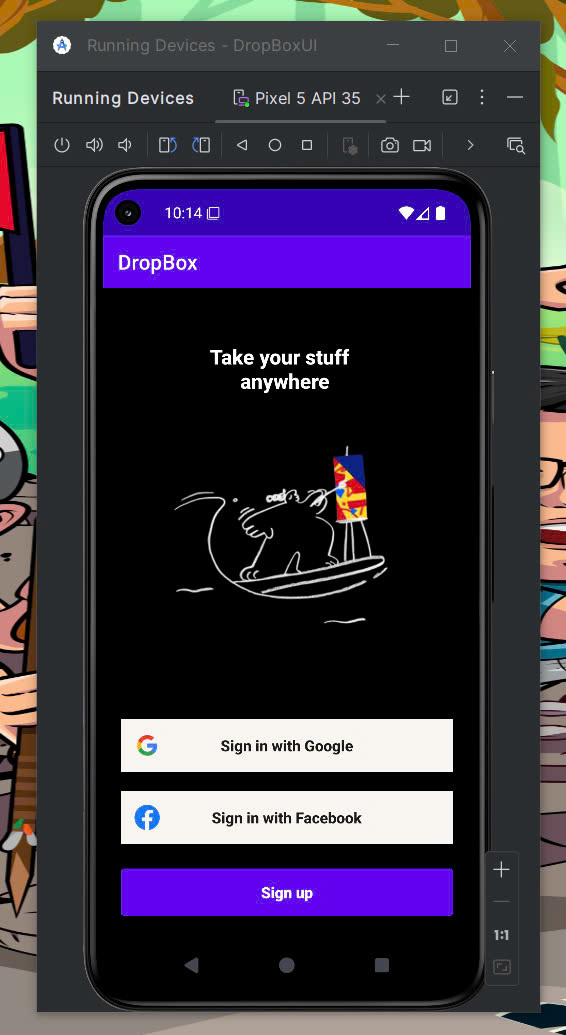 Running Devices - DropBoxUI
Running Devices
Pixel 5 API 35
10:14
DropBox
Take your stuff
anywhere
Sign in with Google
Sign in with Facebook
Sign up
1:1